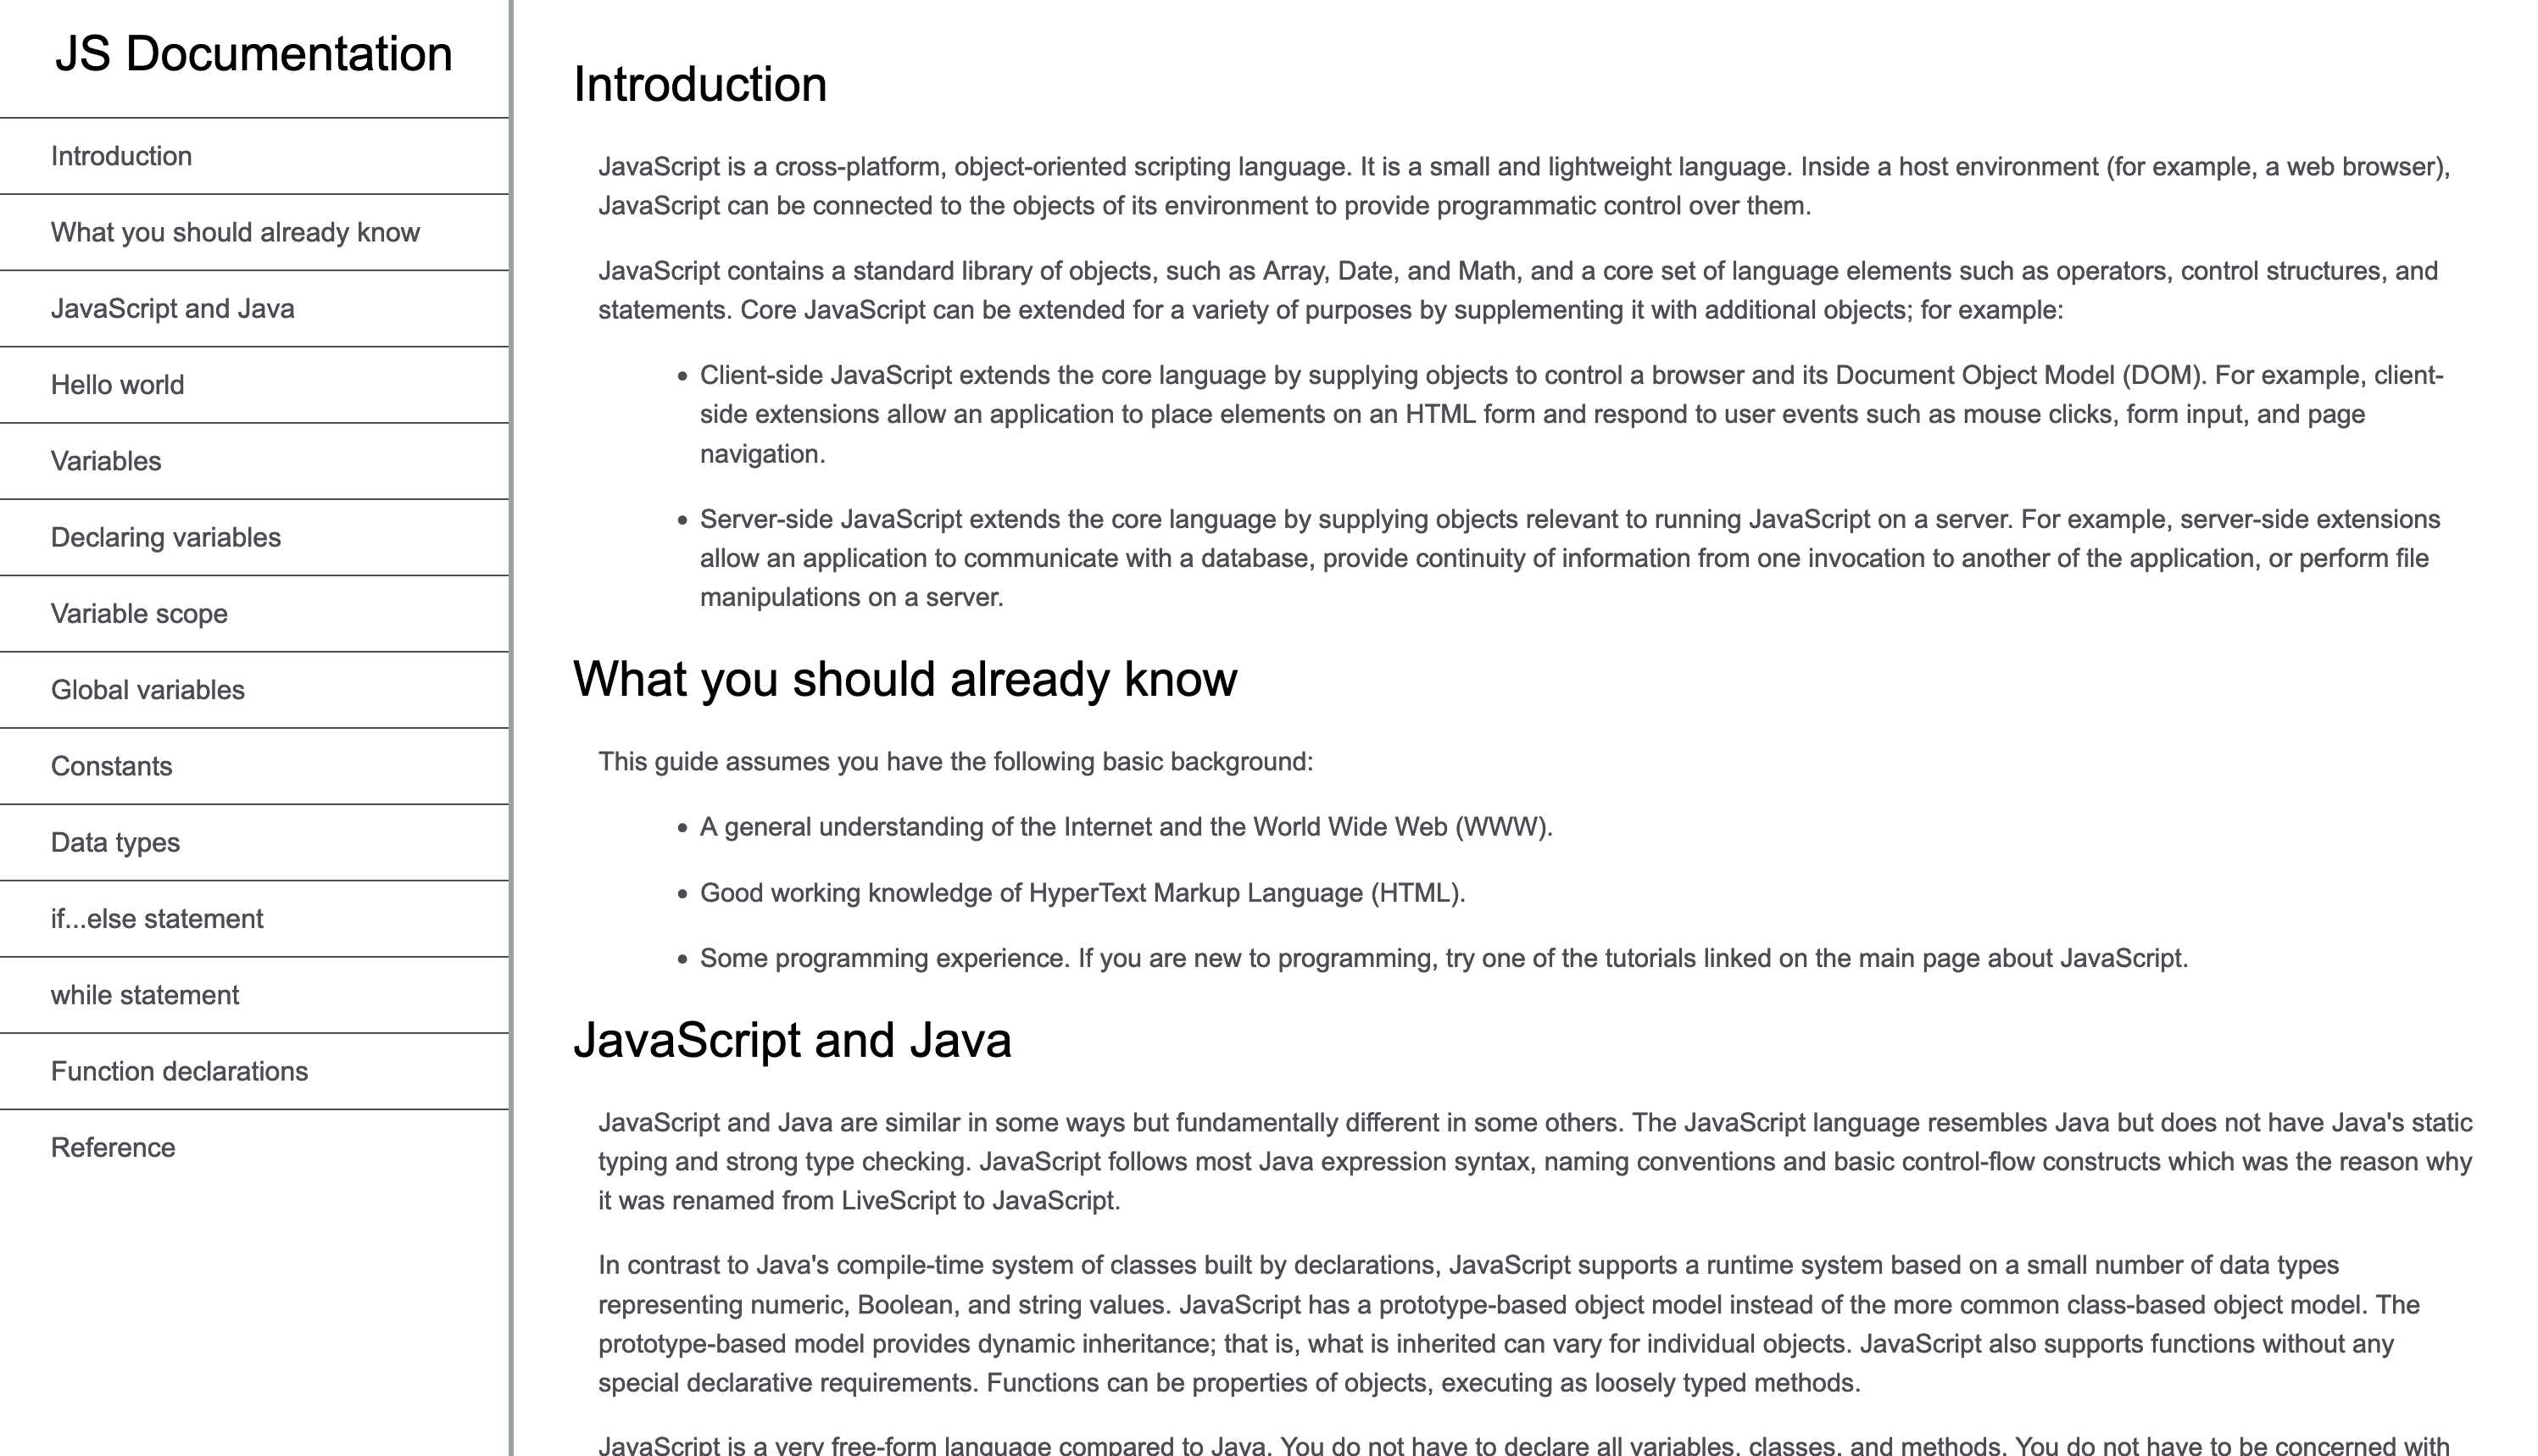 JS Documentation
Introduction
What you should already know
JavaScript and Java
Hello world
Variables
Declaring variables
Variable scope
Global variables
Constants
Data types
if...else statement
while statement
Function declarations
Reference
Introduction
JavaScript is a cross-platform, object-oriented scripting language. It is a small and lightweight language. Inside a host environment (for example, a web browser),
JavaScript can be connected to the objects of its environment to provide programmatic control over them.
JavaScript contains a standard library of objects, such as Array, Date, and Math, and a core set of language elements such as operators, control structures, and
statements. Core JavaScript can be extended for a variety of purposes by supplementing it with additional objects; for example:
• Client-side JavaScript extends the core language by supplying objects to control a browser and its Document Object Model (DOM). For example, client-
side extensions allow an application to place elements on an HTML form and respond to user events such as mouse clicks, form input, and page
navigation.
• Server-side JavaScript extends the core language by supplying objects relevant to running JavaScript on a server. For example, server-side extensions
allow an application to communicate with a database, provide continuity of information from one invocation to another of the application, or perform file
manipulations on a server.
What you should already know
This guide assumes you have the following basic background:
• A general understanding of the Internet and the World Wide Web (WWW).
• Good working knowledge of HyperText Markup Language (HTML).
• Some programming experience. If you are new to programming, try one of the tutorials linked on the main page about JavaScript.
JavaScript and Java
JavaScript and Java are similar in some ways but fundamentally different in some others. The JavaScript language resembles Java but does not have Java's static
typing and strong type checking. JavaScript follows most Java expression syntax, naming conventions and basic control-flow constructs which was the reason why
it was renamed from LiveScript to JavaScript.
In contrast to Java's compile-time system of classes built by declarations, JavaScript supports a runtime system based on a small number of data types
representing numeric, Boolean, and string values. JavaScript has a prototype-based object model instead of the more common class-based object model. The
prototype-based model provides dynamic inheritance; that is, what is inherited can vary for individual objects. JavaScript also supports functions without any
special declarative requirements. Functions can be properties of objects, executing as loosely typed methods.
JavaScript is a very free-form language compared to Java. You do not have to declare all variables, classes, and methods. You do not have to be concerned with